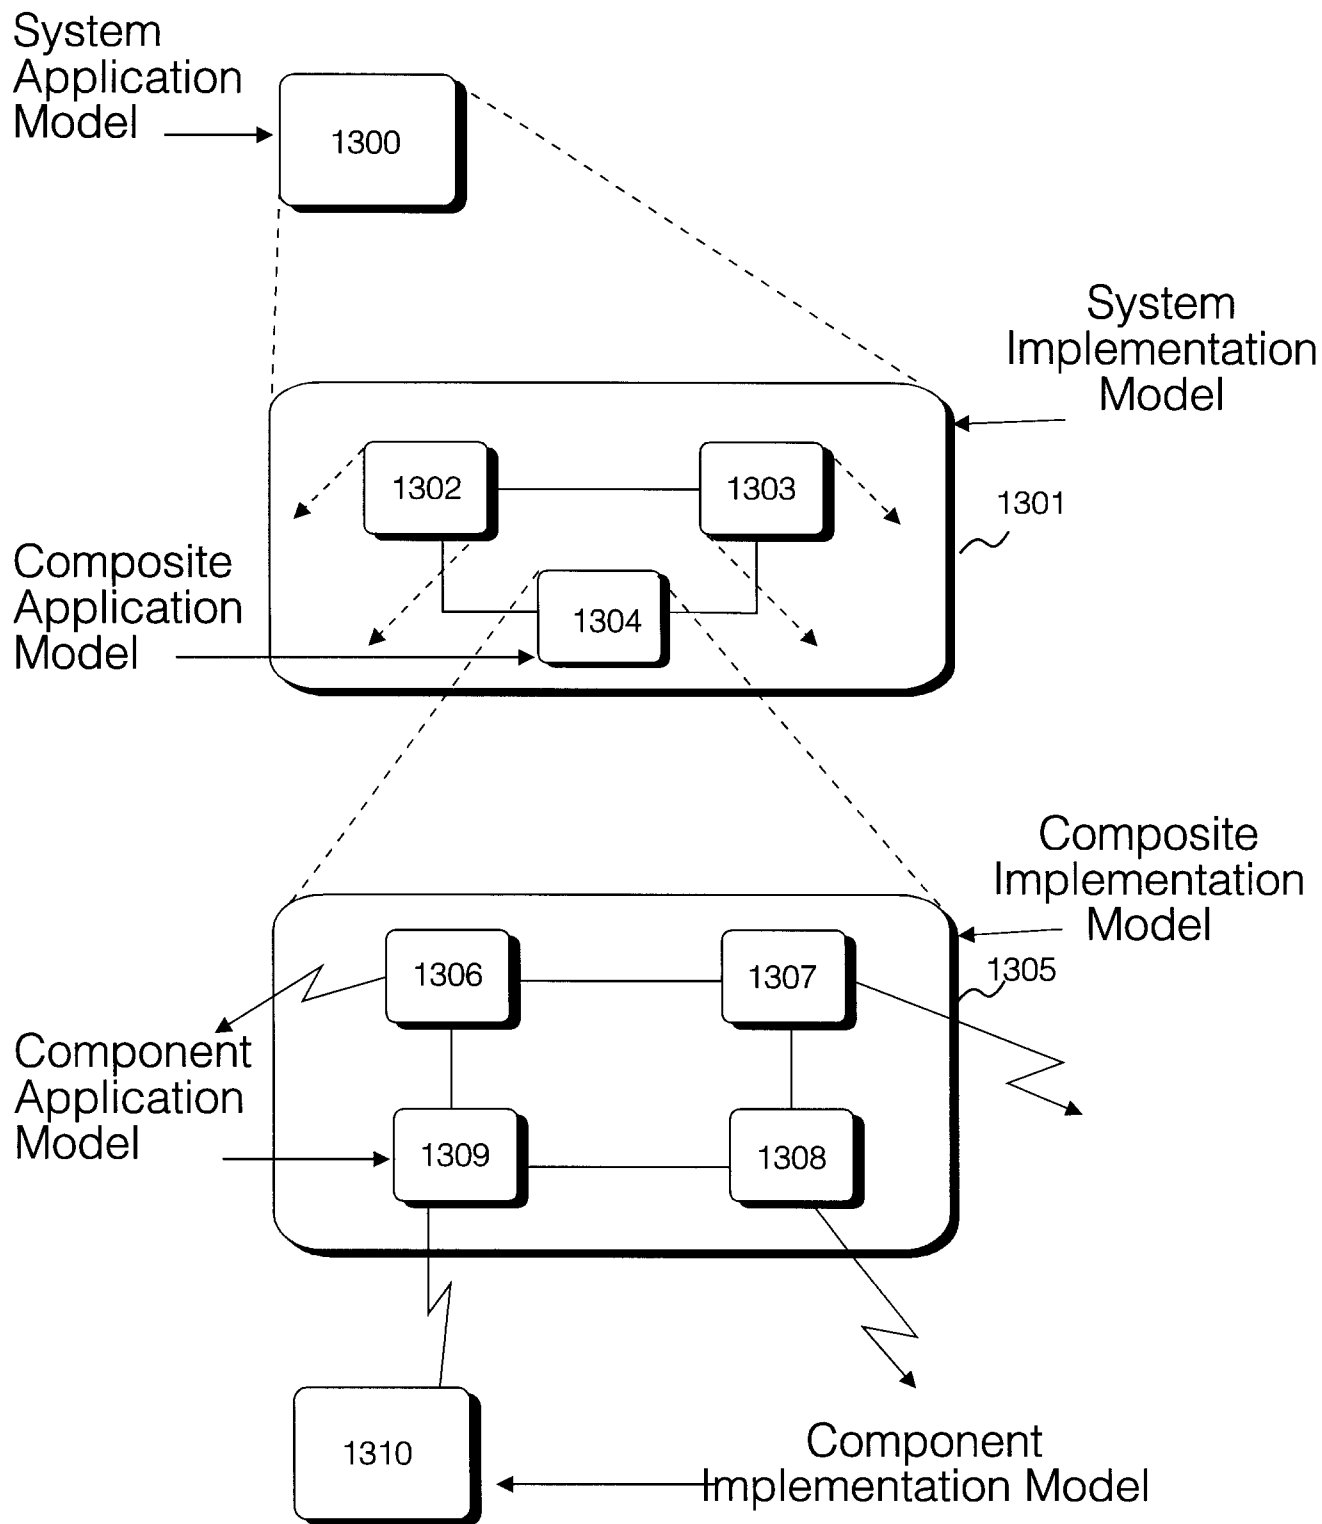 System
Application
Model
1300
System
Implementation
Model
1302
1303
1301
Composite
Application
Model
1304
Composite
Implementation
Model
1305
1306
1307
Component
Application
Model
1309
1308
1310
Component
Implementation Model